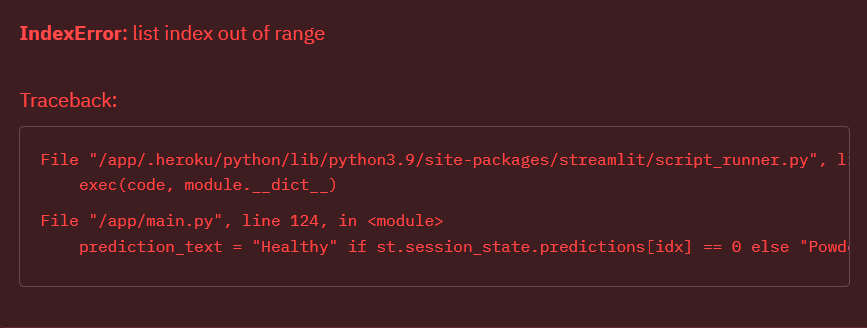 IndexError: list index out of range
Traceback:
File "/app/.heroku/python/lib/python3.9/site-packages/streamlit/script_runner.py",
exec(code, module.__dict__)
File "/app/main.py", line 124, in <module>
prediction_text = "Healthy" if st.session_state.predictions[idx] == 0 else